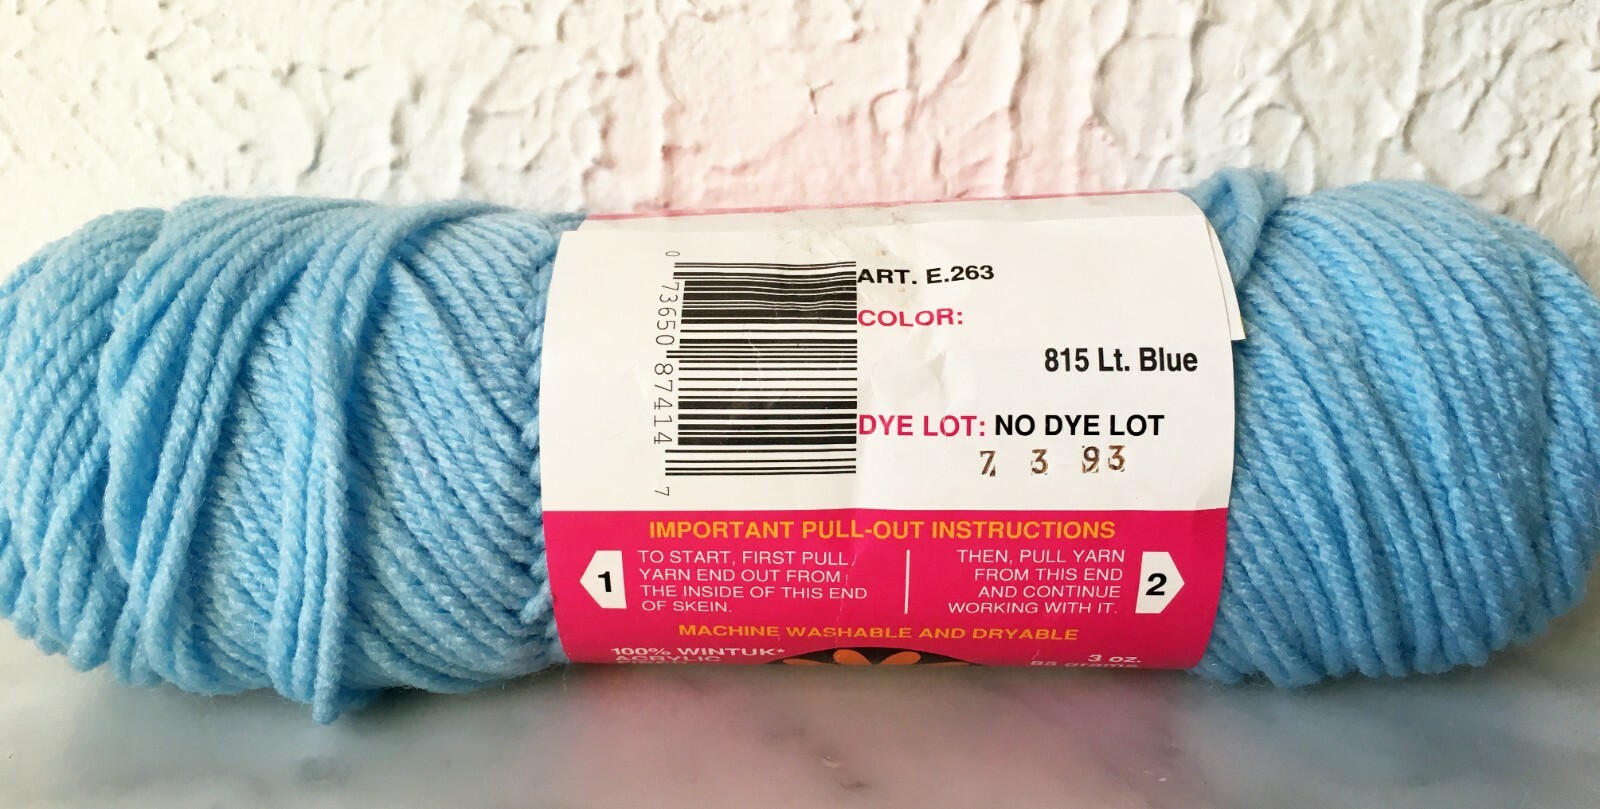 0 73650 87414 7
ART. E.263
COLOR:
815 Lt. Blue
DYE LOT: NO DYE LOT
7 3 93
IMPORTANT PULL-OUT INSTRUCTIONS
1
TO START, FIRST PULL
YARN END OUT FROM
THE INSIDE OF THIS END
OF SKEIN.
THEN, PULL YARN
FROM THIS END
AND CONTINUE
WORKING WITH IT.
2
MACHINE WASHABLE AND DRYABLE
100% WINTUK*
ACRYLIC
3 oz.
85 grams